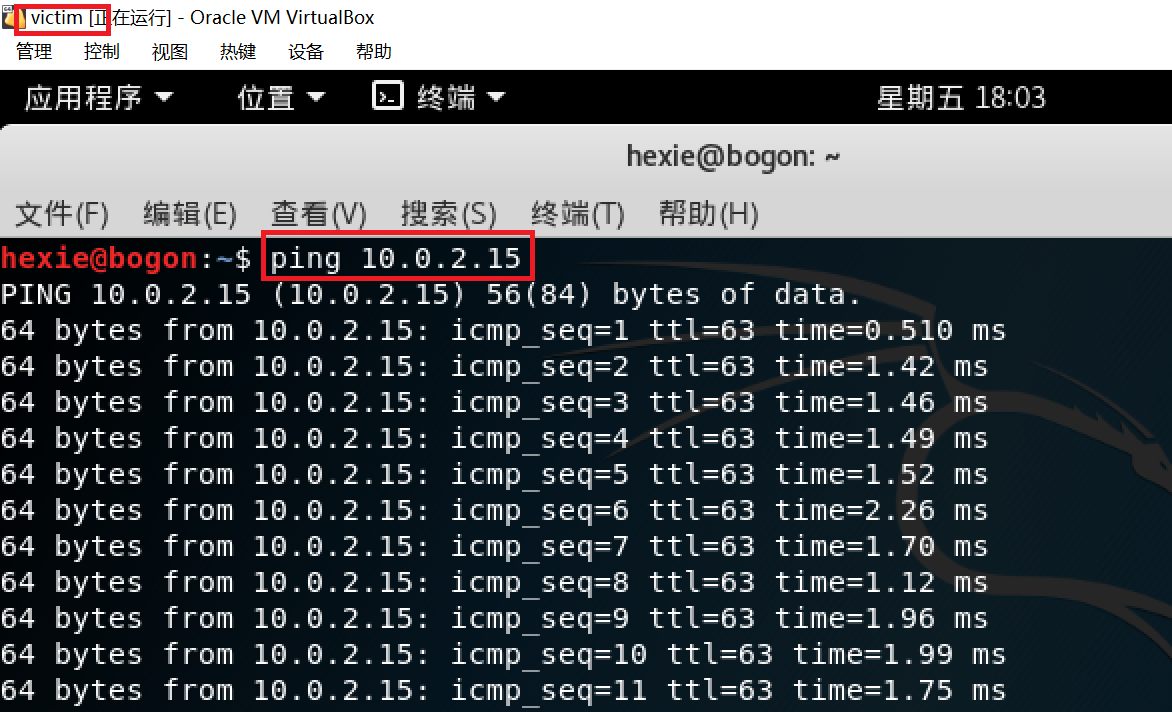 victim [正在运行] - Oracle VM VirtualBox
管理 控制 视图 热键 设备 帮助
应用程序 位置 终端 星期五 18:03
hexie@bogon: ~
文件(F) 编辑(E) 查看(V) 搜索(S) 终端(T) 帮助(H)
hexie@bogon:~$ ping 10.0.2.15
PING 10.0.2.15 (10.0.2.15) 56(84) bytes of data.
64 bytes from 10.0.2.15: icmp_seq=1 ttl=63 time=0.510 ms
64 bytes from 10.0.2.15: icmp_seq=2 ttl=63 time=1.42 ms
64 bytes from 10.0.2.15: icmp_seq=3 ttl=63 time=1.46 ms
64 bytes from 10.0.2.15: icmp_seq=4 ttl=63 time=1.49 ms
64 bytes from 10.0.2.15: icmp_seq=5 ttl=63 time=1.52 ms
64 bytes from 10.0.2.15: icmp_seq=6 ttl=63 time=2.26 ms
64 bytes from 10.0.2.15: icmp_seq=7 ttl=63 time=1.70 ms
64 bytes from 10.0.2.15: icmp_seq=8 ttl=63 time=1.12 ms
64 bytes from 10.0.2.15: icmp_seq=9 ttl=63 time=1.96 ms
64 bytes from 10.0.2.15: icmp_seq=10 ttl=63 time=1.99 ms
64 bytes from 10.0.2.15: icmp_seq=11 ttl=63 time=1.75 ms